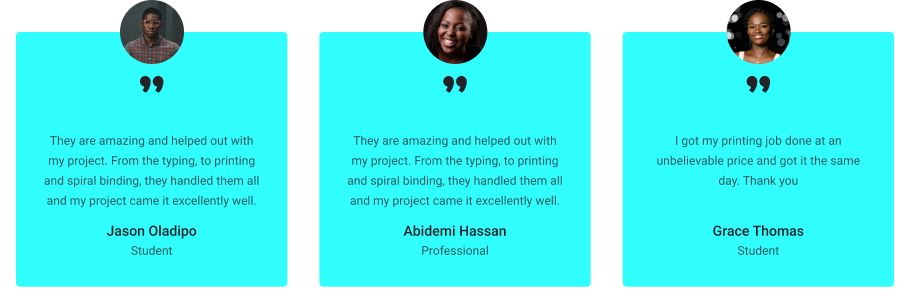 ”
They are amazing and helped out with
my project. From the typing, to printing
and spiral binding, they handled them all
and my project came it excellently well.
Jason Oladipo
Student
”
They are amazing and helped out with
my project. From the typing, to printing
and spiral binding, they handled them all
and my project came it excellently well.
Abidemi Hassan
Professional
”
I got my printing job done at an
unbelievable price and got it the same
day. Thank you
Grace Thomas
Student